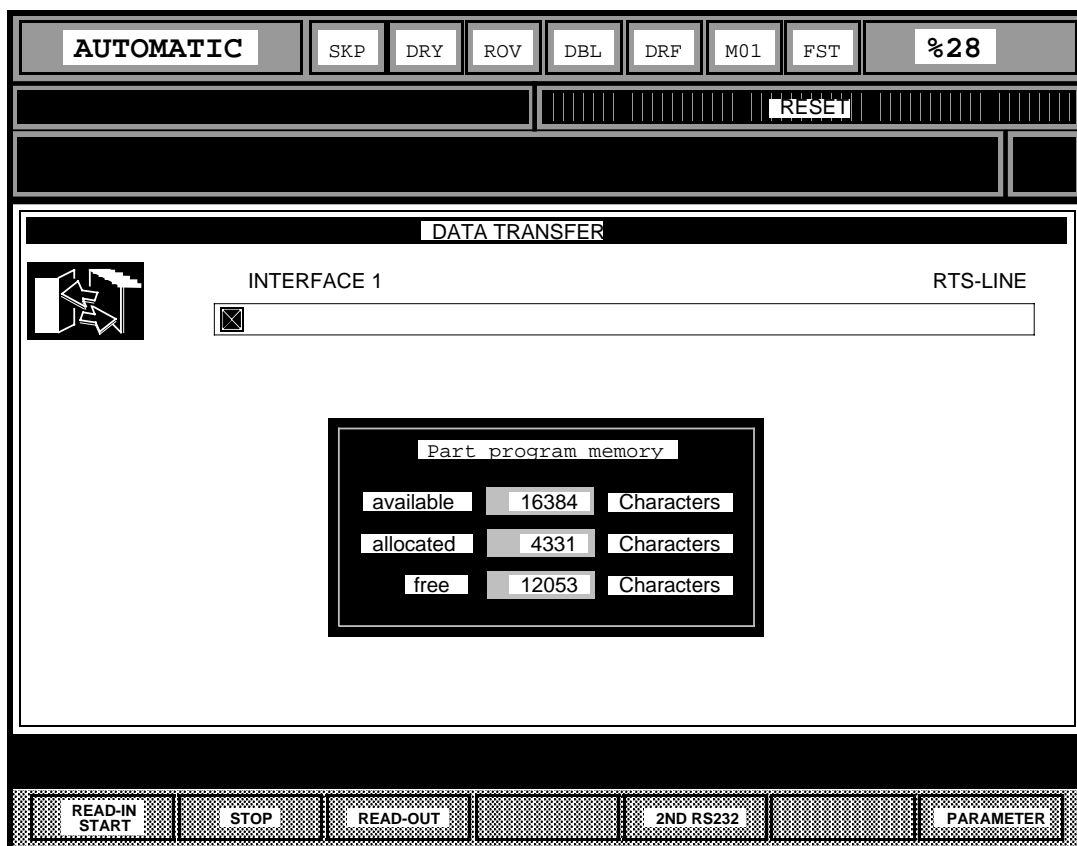 AUTOMATIC SKP DRY ROV DBL DRF M01 FST %28
RESET
DATA TRANSFER
INTERFACE 1 RTS-LINE
Part program memory
available 16384 Characters
allocated 4331 Characters
free 12053 Characters
READ-IN START STOP READ-OUT 2ND RS232 PARAMETER